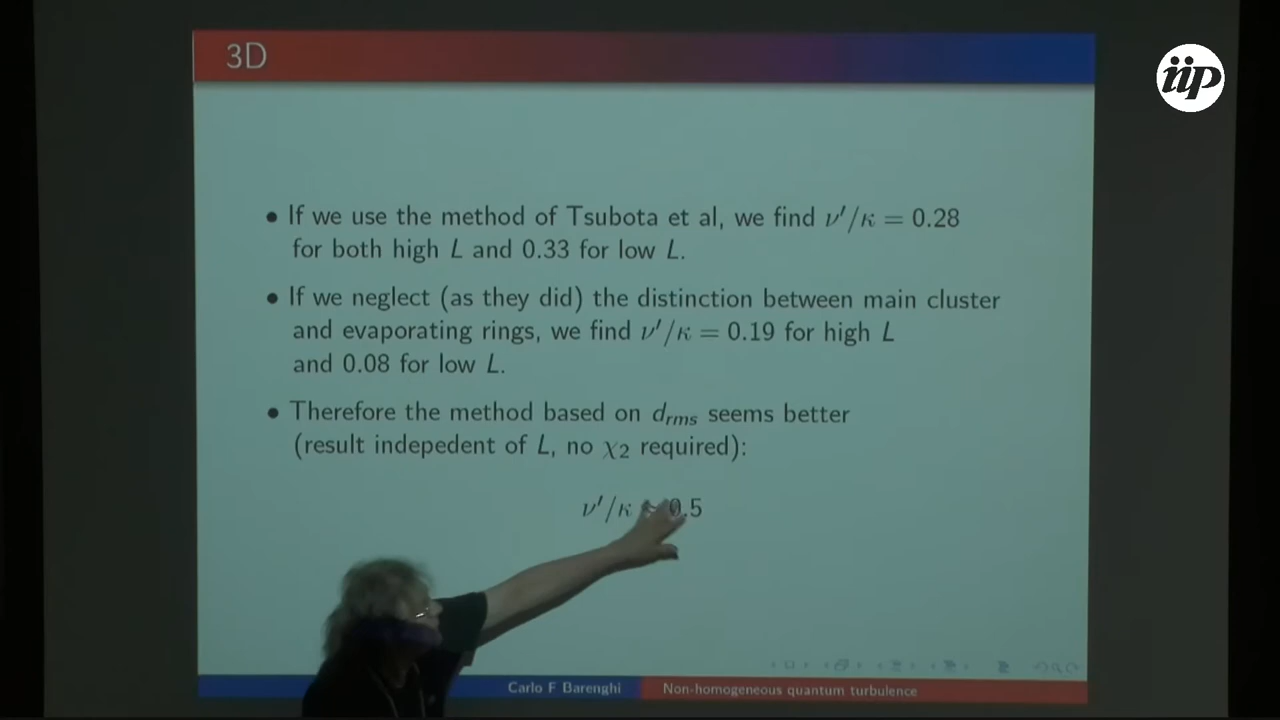 3D
iip
• If we use the method of Tsubota et al, we find ν′/κ = 0.28
for both high L and 0.33 for low L.
• If we neglect (as they did) the distinction between main cluster
and evaporating rings, we find ν′/κ = 0.19 for high L
and 0.08 for low L.
• Therefore the method based on d_rms seems better
(result indepedent of L, no χ₂ required):
ν′/κ ≈ 0.5
Carlo F Barenghi
Non-homogeneous quantum turbulence